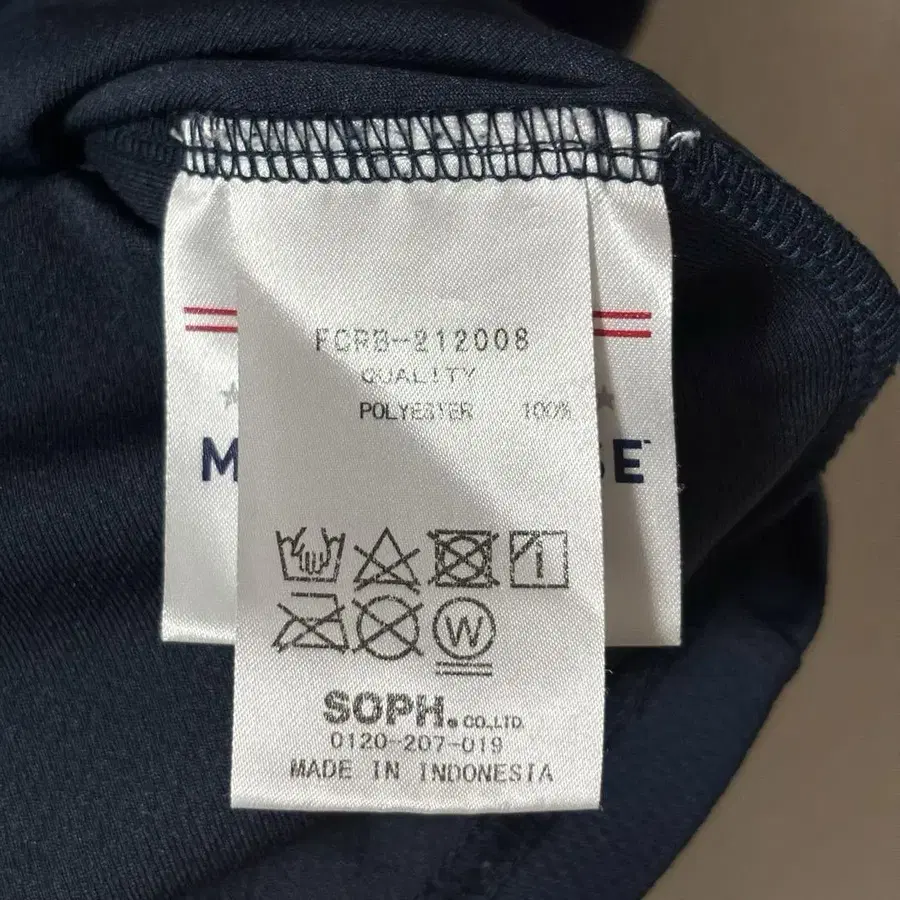 FCRB-212008
QUALITY
POLYESTER 100%
W
SOPH. CO.,LTD.
0120-207-019
MADE IN INDONESIA